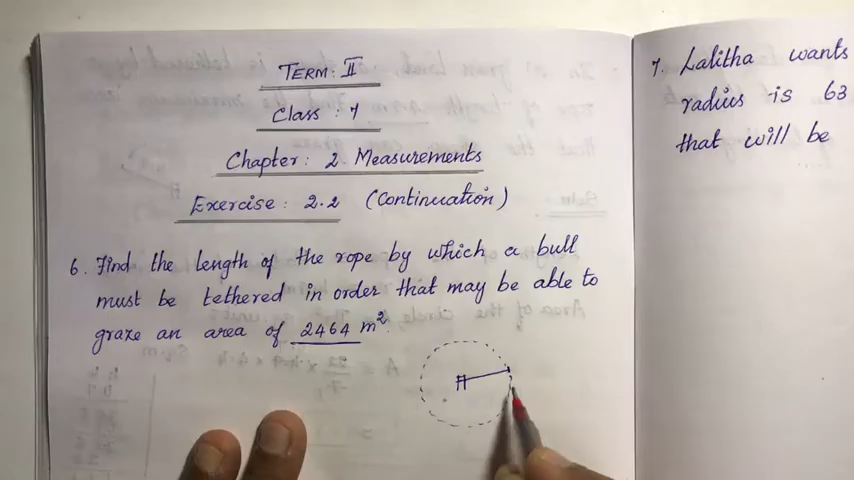 TERM: II
Class : 7
Chapter: 2. Measurements
Exercise: 2.2 (Continuation)
6. Find the length of the rope by which a bull
must be tethered in order that may be able to
graze an area of 2464 m².
7. Lalitha wants
radius is 63
that will be